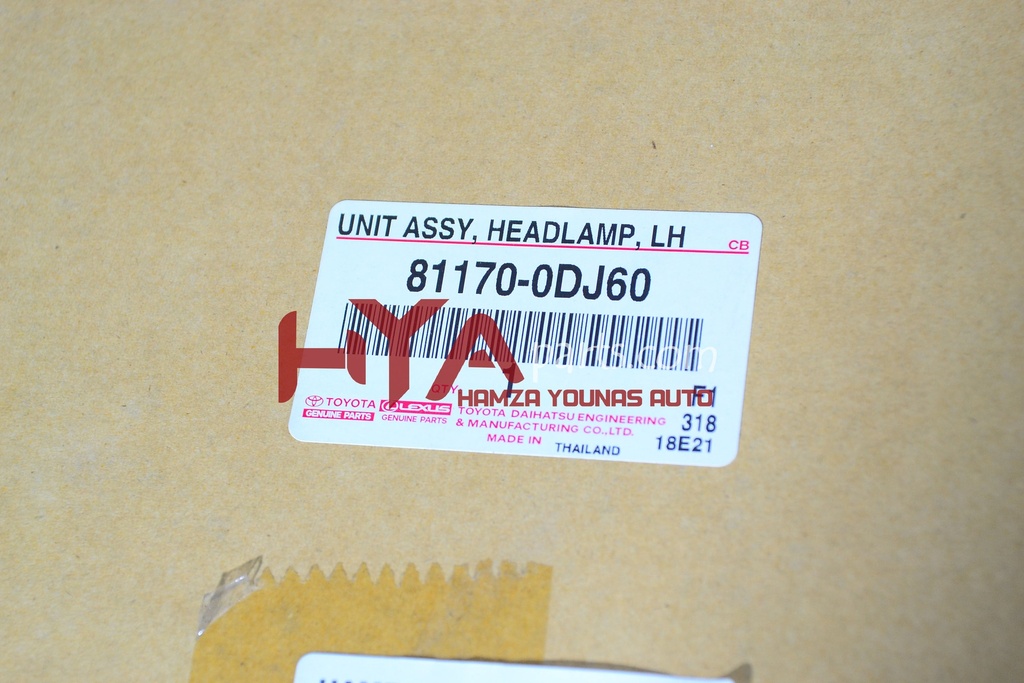 UNIT ASSY, HEADLAMP, LH
CB
81170-0DJ60
HYA
parts.com
QTY
HAMZA YOUNAS AUTO
F1
TOYOTA
GENUINE PARTS
LEXUS
GENUINE PARTS
TOYOTA DAIHATSU ENGINEERING
& MANUFACTURING CO.,LTD.
318
MADE IN THAILAND
18E21